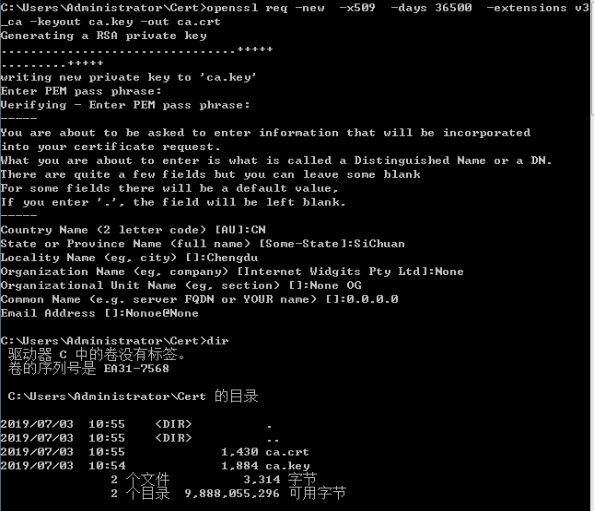 C:\Users\Administrator\Cert>openssl req -new  -x509  -days 36500  -extensions v3
_ca -keyout ca.key -out ca.crt
Generating a RSA private key
...............................+++++
.........+++++
writing new private key to 'ca.key'
Enter PEM pass phrase:
Verifying - Enter PEM pass phrase:
-----
You are about to be asked to enter information that will be incorporated
into your certificate request.
What you are about to enter is what is called a Distinguished Name or a DN.
There are quite a few fields but you can leave some blank
For some fields there will be a default value,
If you enter '.', the field will be left blank.
-----
Country Name (2 letter code) [AU]:CN
State or Province Name (full name) [Some-State]:SiChuan
Locality Name (eg, city) []:Chengdu
Organization Name (eg, company) [Internet Widgits Pty Ltd]:None
Organizational Unit Name (eg, section) []:None OG
Common Name (e.g. server FQDN or YOUR name) []:0.0.0.0
Email Address []:Nonoe@None
C:\Users\Administrator\Cert>dir
驱动器 C 中的卷没有标签。
卷的序列号是 EA31-7568
C:\Users\Administrator\Cert 的目录
2019/07/03  10:55    <DIR>          .
2019/07/03  10:55    <DIR>          ..
2019/07/03  10:55             1,430 ca.crt
2019/07/03  10:54             1,884 ca.key
2 个文件          3,314 字节
2 个目录  9,888,055,296 可用字节